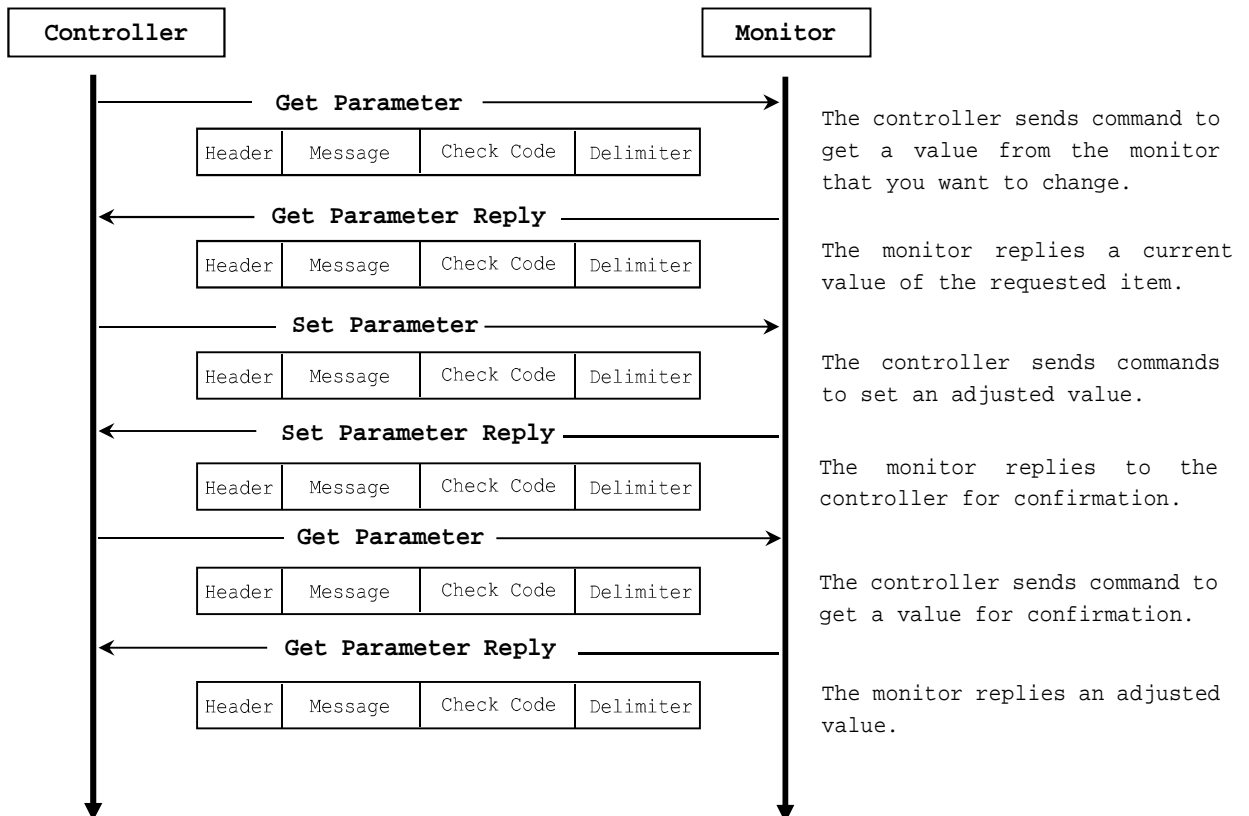 Controller
Monitor
Get Parameter
Header Message Check Code Delimiter
The controller sends command to
get a value from the monitor
that you want to change.
Get Parameter Reply
Header Message Check Code Delimiter
The monitor replies a current
value of the requested item.
Set Parameter
Header Message Check Code Delimiter
The controller sends commands
to set an adjusted value.
Set Parameter Reply
Header Message Check Code Delimiter
The monitor replies to the
controller for confirmation.
Get Parameter
Header Message Check Code Delimiter
The controller sends command to
get a value for confirmation.
Get Parameter Reply
Header Message Check Code Delimiter
The monitor replies an adjusted
value.